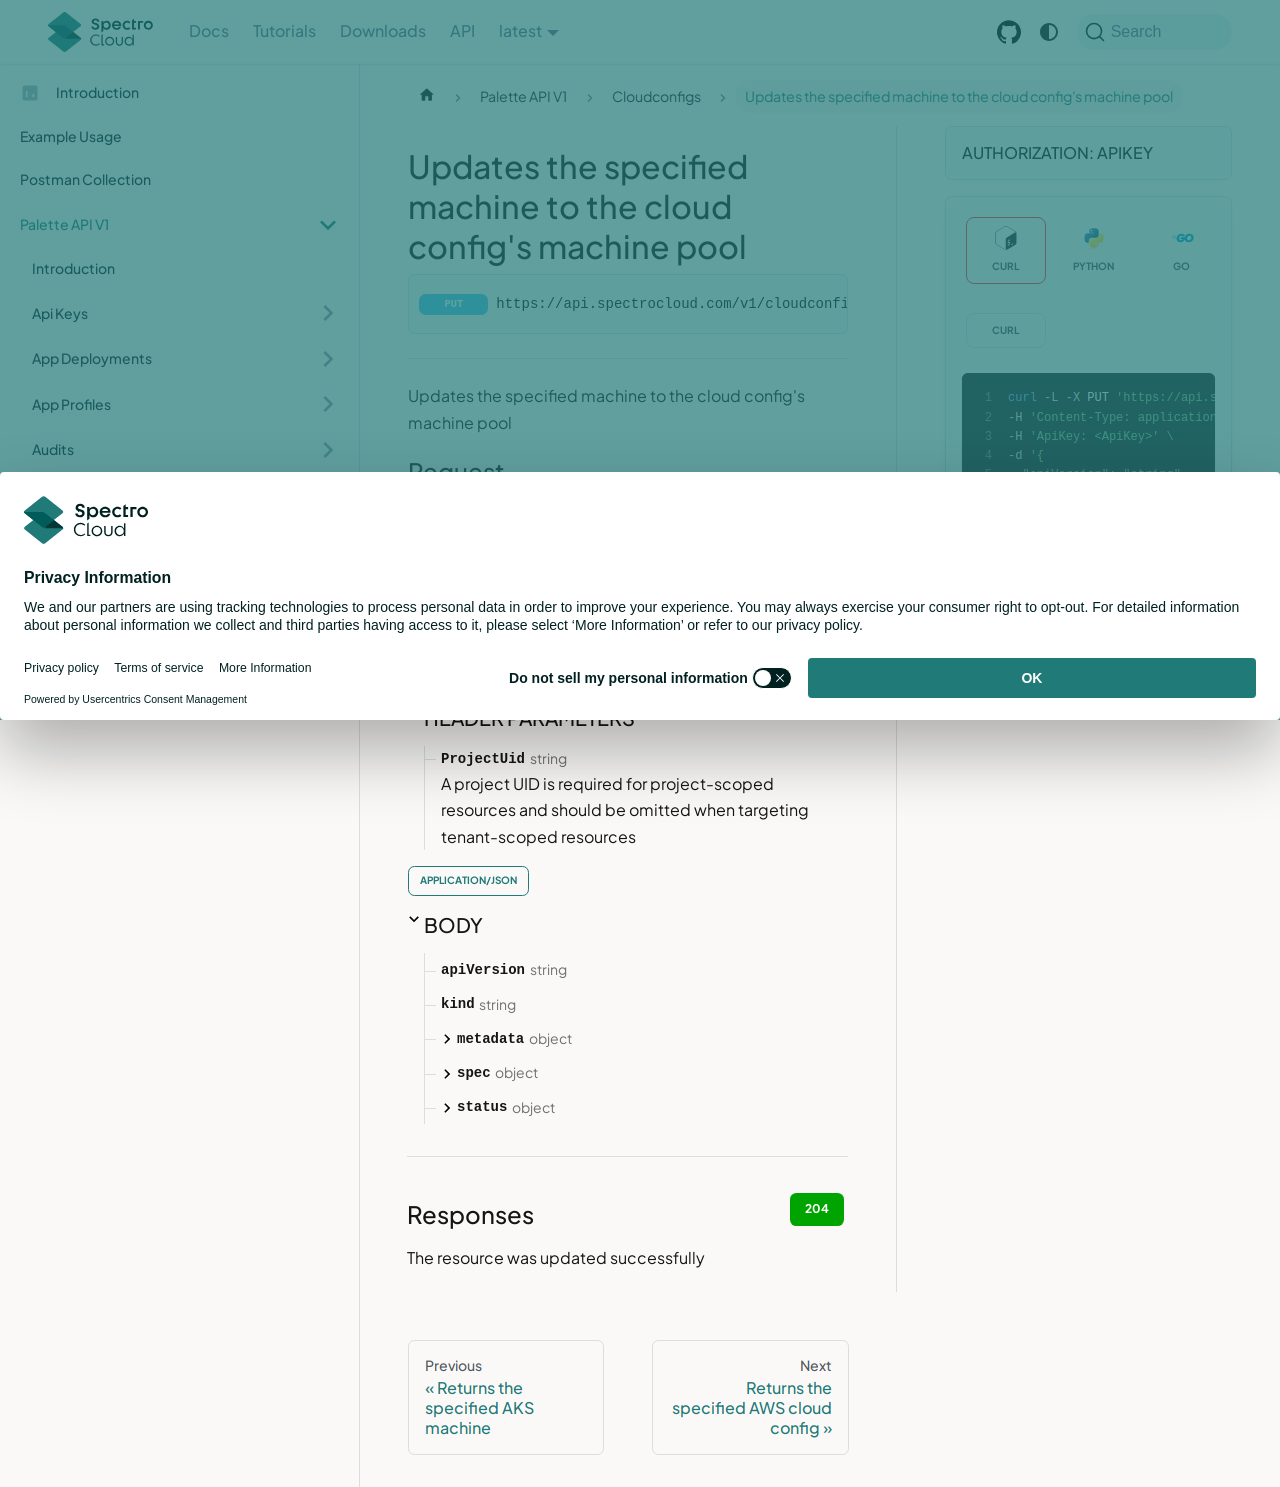 Spectro Cloud
Docs
Tutorials
Downloads
API
latest
Search
Introduction
Example Usage
Postman Collection
Palette API V1
Introduction
Api Keys
App Deployments
App Profiles
Audits
Palette API V1
Cloudconfigs
Updates the specified machine to the cloud config's machine pool
Updates the specified
machine to the cloud
config's machine pool
PUT https://api.spectrocloud.com/v1/cloudconfi
Updates the specified machine to the cloud config's
machine pool
Request
AUTHORIZATION: APIKEY
CURL
PYTHON
GO
CURL
1 curl -L -X PUT 'https://api.s
2 -H 'Content-Type: application
3 -H 'ApiKey: <ApiKey>' \
4 -d '{
Spectro
Cloud
Privacy Information
We and our partners are using tracking technologies to process personal data in order to improve your experience. You may always exercise your consumer right to opt-out. For detailed information
about personal information we collect and third parties having access to it, please select ‘More Information’ or refer to our privacy policy.
Privacy policy
Terms of service
More Information
Powered by Usercentrics Consent Management
Do not sell my personal information
OK
HEADER PARAMETERS
ProjectUid string
A project UID is required for project-scoped
resources and should be omitted when targeting
tenant-scoped resources
APPLICATION/JSON
BODY
apiVersion string
kind string
metadata object
spec object
status object
Responses
204
The resource was updated successfully
Previous
« Returns the
specified AKS
machine
Next
Returns the
specified AWS cloud
config »